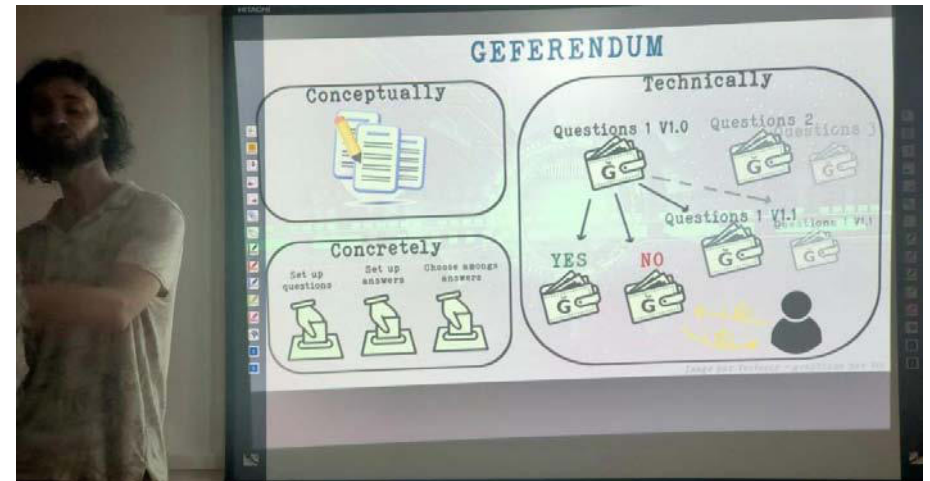 HITACHI
GEFERENDUM
Conceptually
Concretely
Set up
questions
Set up
answers
Choose amongs
answers
Technically
Questions 1 V1.0
Questions 2
Questions 3
Questions 1 V1.1
Questions 1 V1.1
YES
NO
Ğ
Ğ
Ğ
Ğ
Ğ
Ğ
Ğ